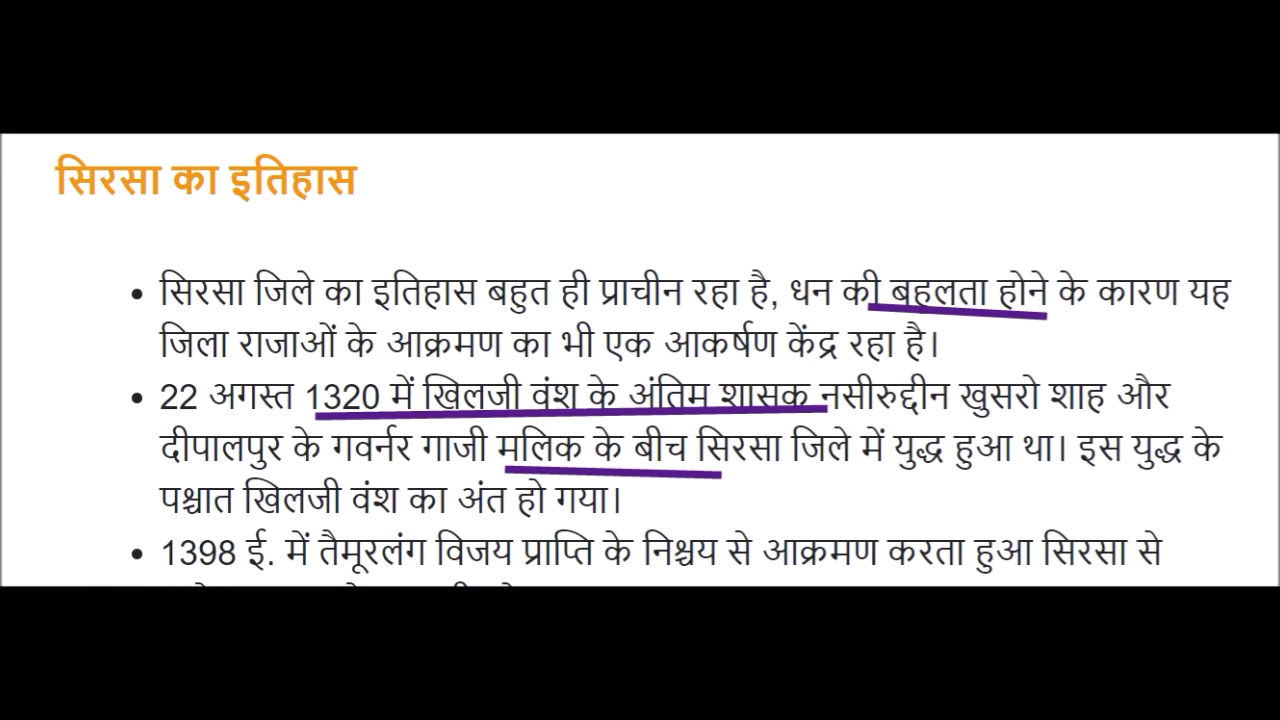 सिरसा का इतिहास
• सिरसा जिले का इतिहास बहुत ही प्राचीन रहा है, धन की बहुलता होने के कारण यह
जिला राजाओं के आक्रमण का भी एक आकर्षण केंद्र रहा है।
• 22 अगस्त 1320 में खिलजी वंश के अंतिम शासक नसीरुद्दीन खुसरो शाह और
दीपालपुर के गवर्नर गाजी मलिक के बीच सिरसा जिले में युद्ध हुआ था। इस युद्ध के
पश्चात खिलजी वंश का अंत हो गया।
• 1398 ई. में तैमूरलंग विजय प्राप्ति के निश्चय से आक्रमण करता हुआ सिरसा से